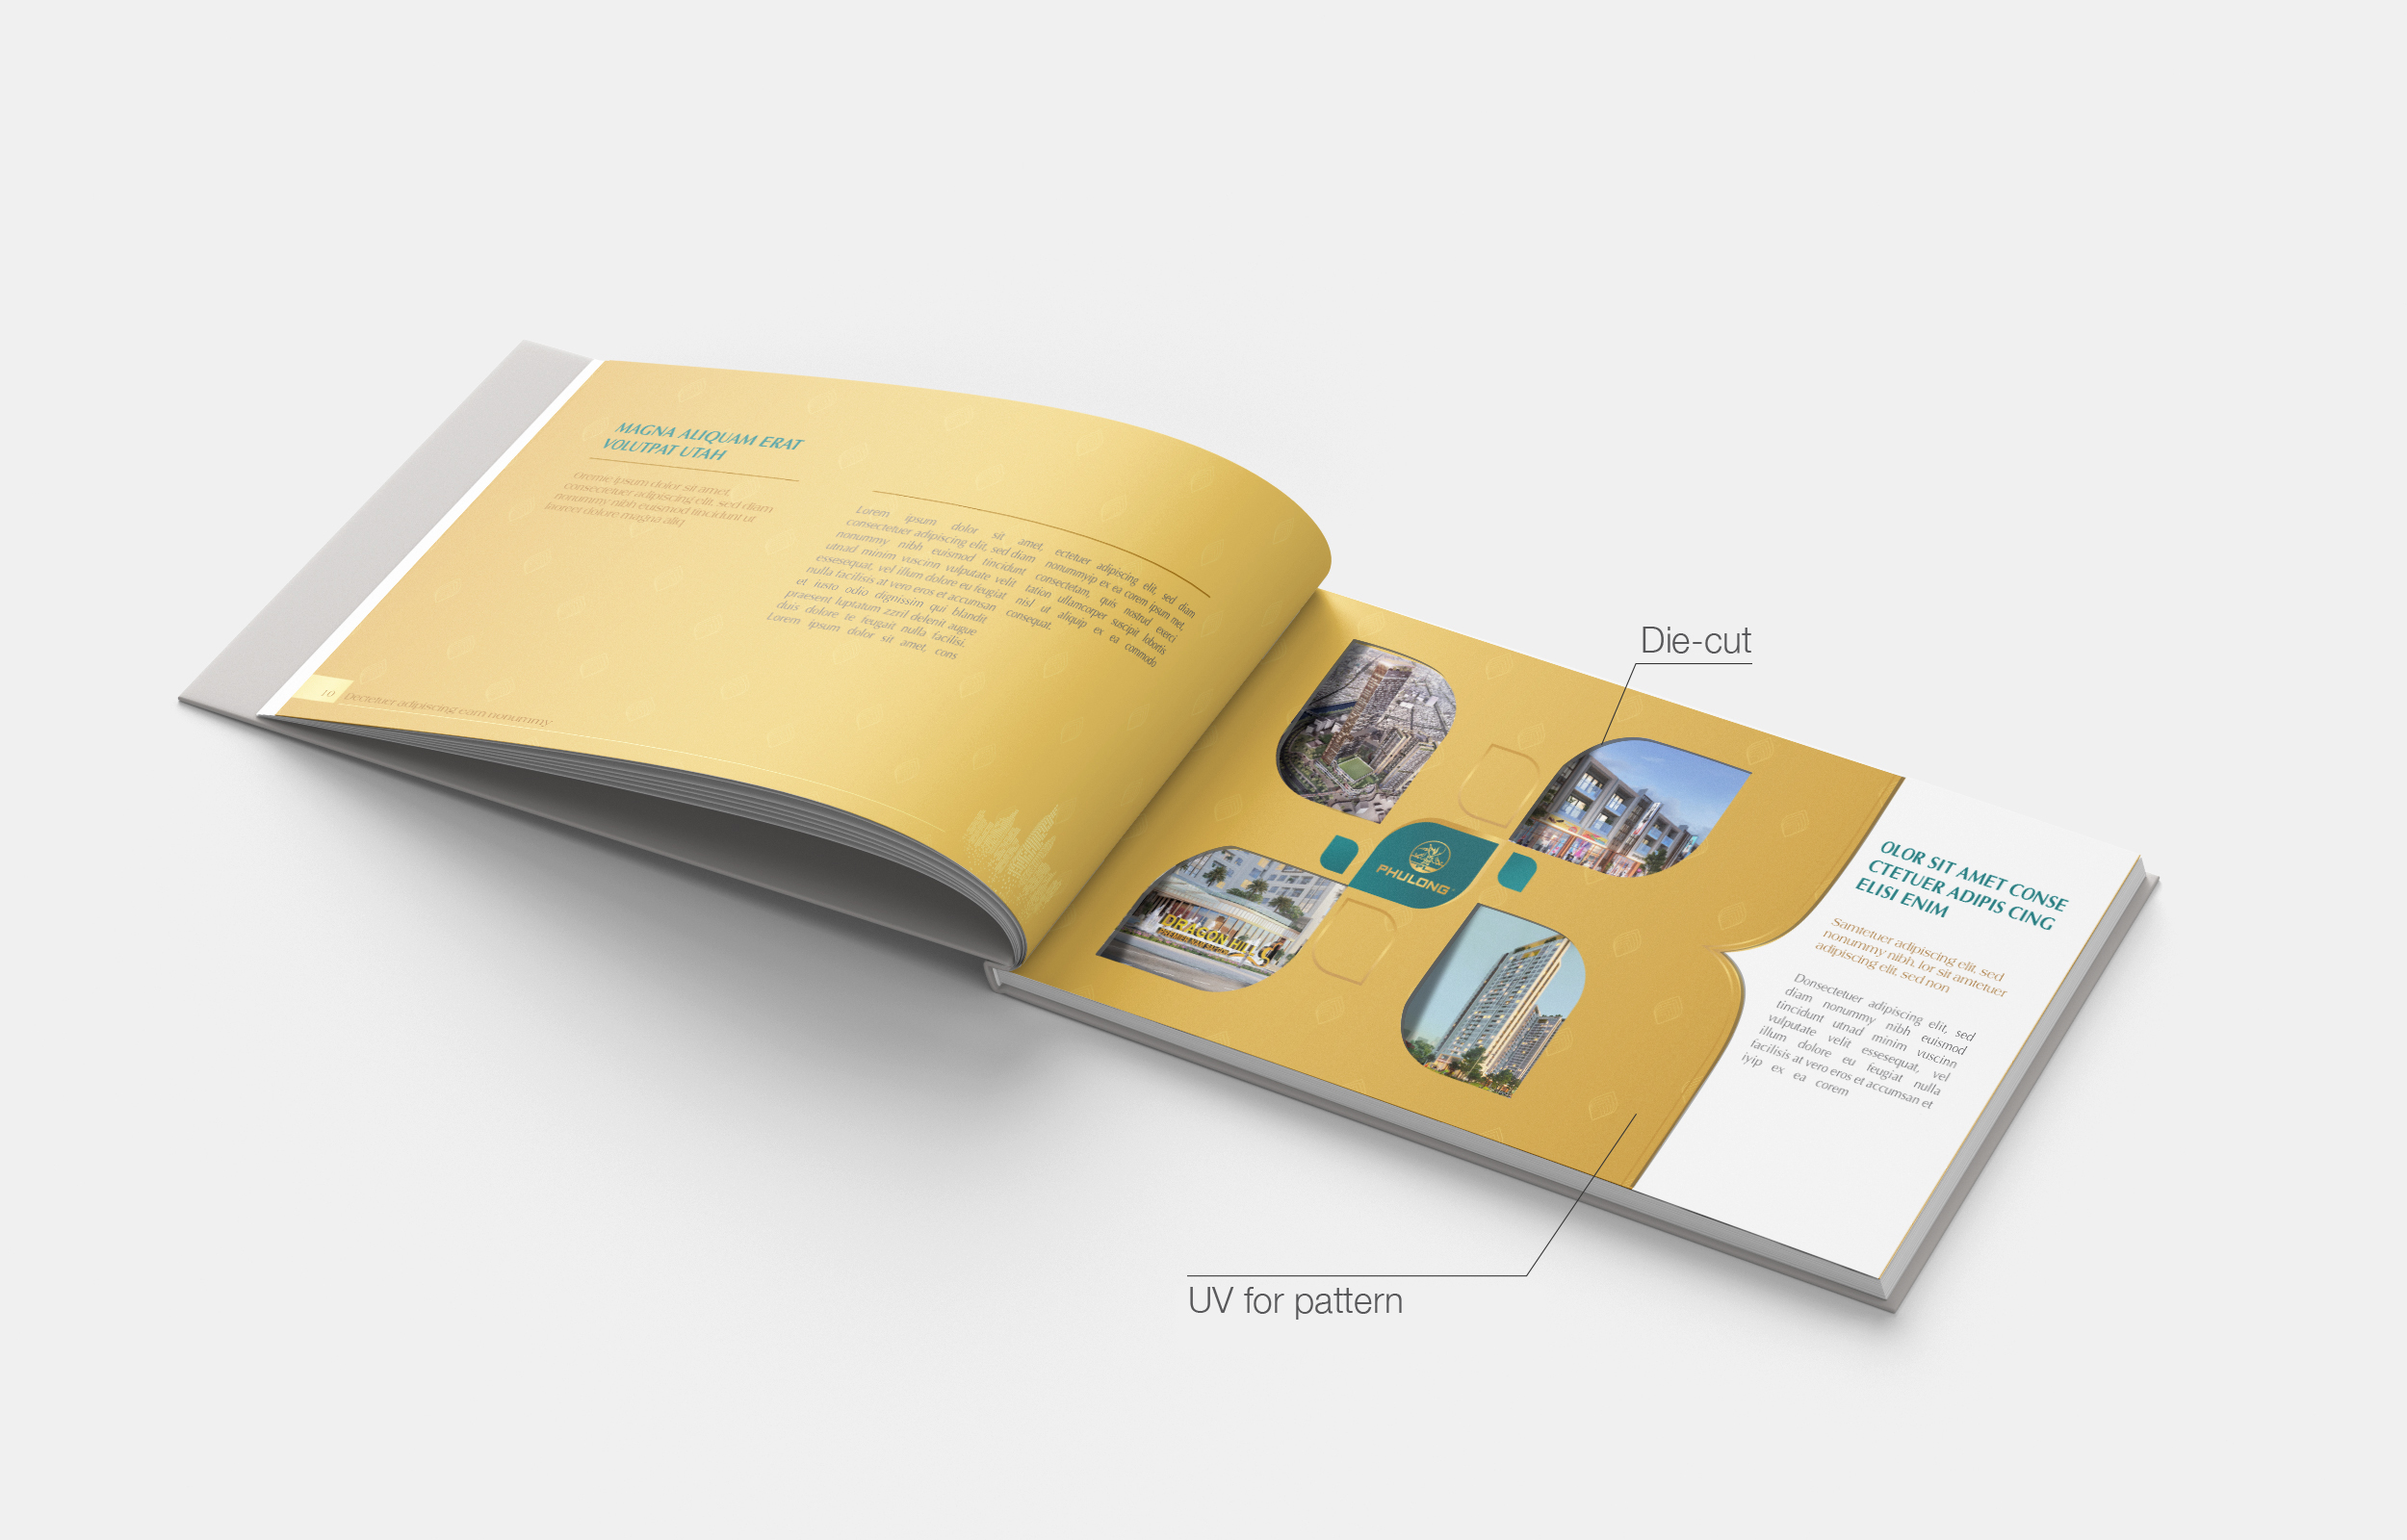 MAGNA ALIQUAM ERAT
VOLUTPAT UTAH
Oremie ipsum dolor sit amet,
consectetuer adipiscing elit, sed diam
nonummy nibh euismod tincidunt ut
laoreet dolore magna aliq
Lorem ipsum dolor sit amet,
consectetuer adipiscing elit, sed diam
nonummy nibh euismod tincidunt
utnad minim vuscinn vulputate velit
essesequat, vel illum dolore eu feugiat
nulla facilisis at vero eros et accumsan
et iusto odio dignissim qui blandit
praesent luptatum zzril delenit augue
duis dolore te feugait nulla facilisi.
Lorem ipsum dolor sit amet, cons
ectetuer adipiscing elit, sed diam
nonummyip ex ea corem ipsum met,
consectetam, quis nostrud exerci
tation ullamcorper suscipit lobortis
nisl ut aliquip ex ea commodo
consequat.
10
Dectetuer adipiscing eam nonummy
Die-cut
PHULONG
DRAGON HILL
OLOR SIT AMET CONSE
CTETUER ADIPIS CING
ELISI ENIM
Samtetuer adipiscing elit, sed
nonummy nibh. lor sit amtetuer
adipiscing elit, sed non
Donsectetuer adipiscing elit, sed
diam nonummy nibh euismod
tincidunt utnad minim vuscinn
vulputate velit essesequat, vel
illum dolore eu feugiat nulla
facilisis at vero eros et accumsan et
iyip ex ea corem
UV for pattern